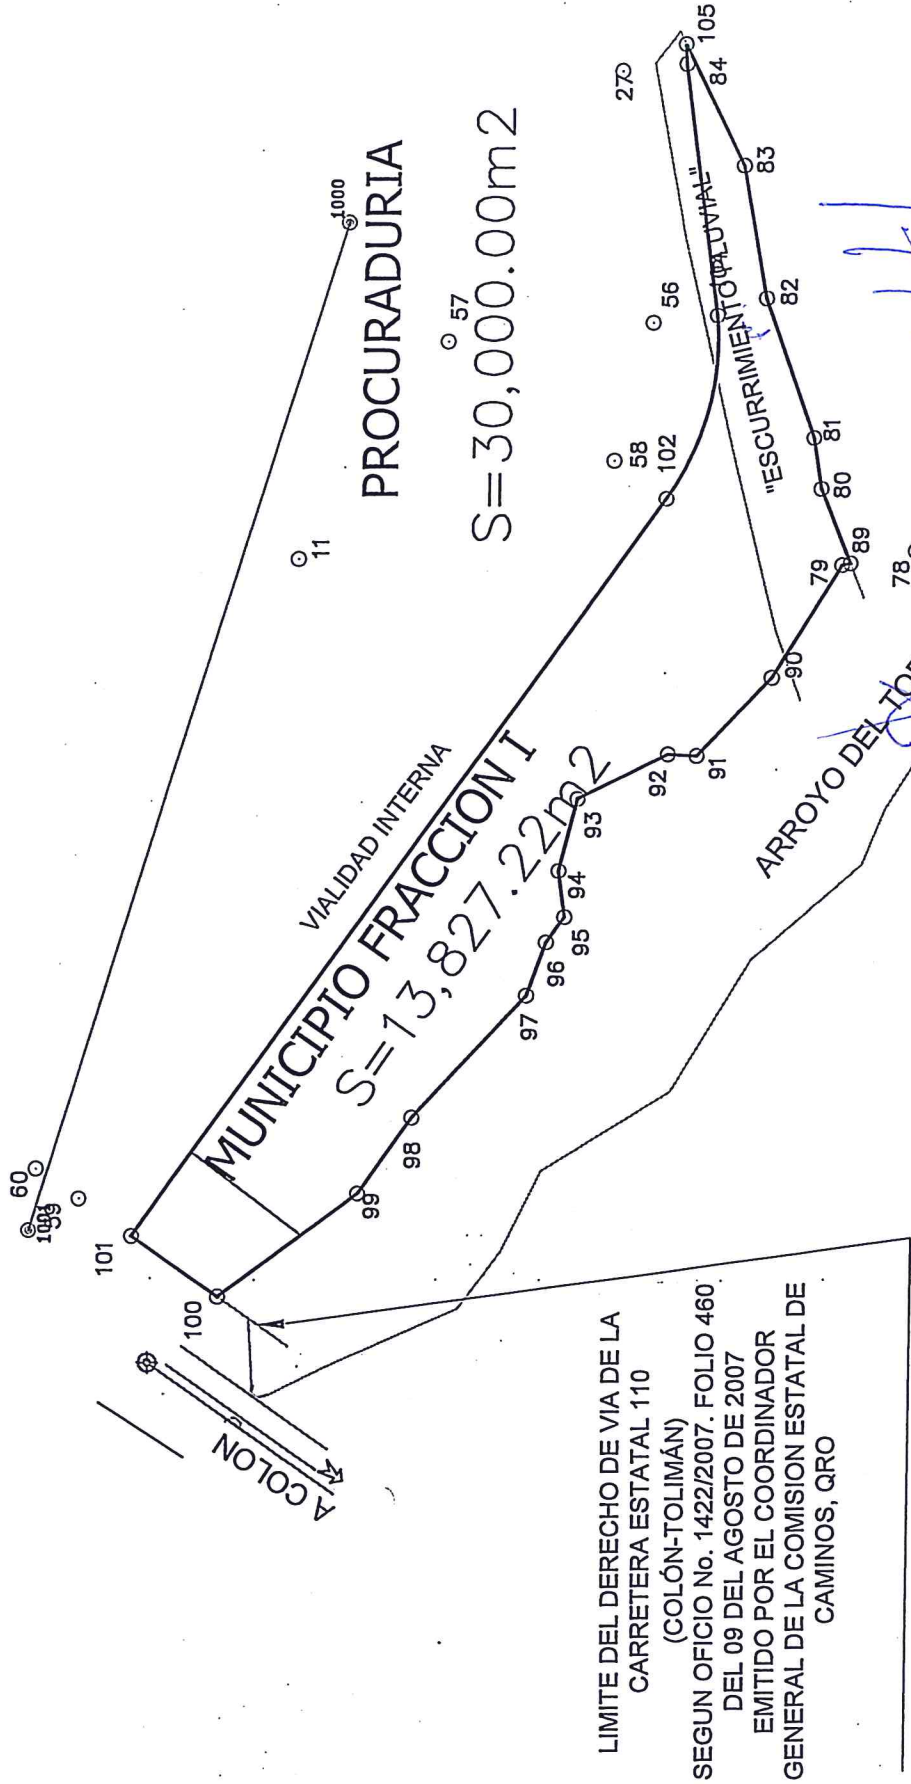 60
1001
59
101
100
A COLON
VIALIDAD INTERNA
MUNICIPIO FRACCION I
S=13,827.22m2
PROCURADURIA
S=30,000.00m2
1000
11
57
58
102
56
27
105
84
83
82
81
80
89
79
78
90
91
92
93
94
95
96
97
98
99
"ESCURRIMIENTO PLUVIAL"
ARROYO DEL
LIMITE DEL DERECHO DE VIA DE LA
CARRETERA ESTATAL 110
(COLÓN-TOLIMÁN)
SEGUN OFICIO No. 1422/2007. FOLIO 460
DEL 09 DEL AGOSTO DE 2007
EMITIDO POR EL COORDINADOR
GENERAL DE LA COMISION ESTATAL DE
CAMINOS, QRO